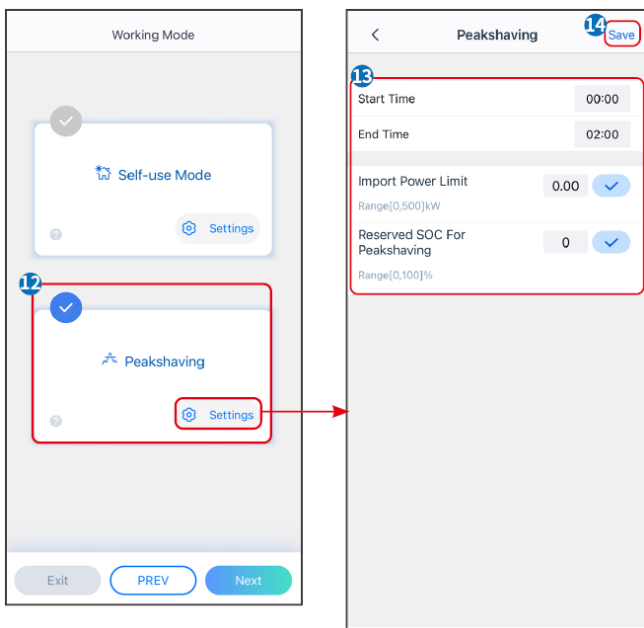 Working Mode
Self-use Mode
Settings
?
12
Peakshaving
Settings
?
Exit
PREV
Next
14
Peakshaving
Save
13
Start Time
00:00
End Time
02:00
Import Power Limit
0.00
Range[0,500]kW
Reserved SOC For
Peakshaving
0
Range[0,100]%